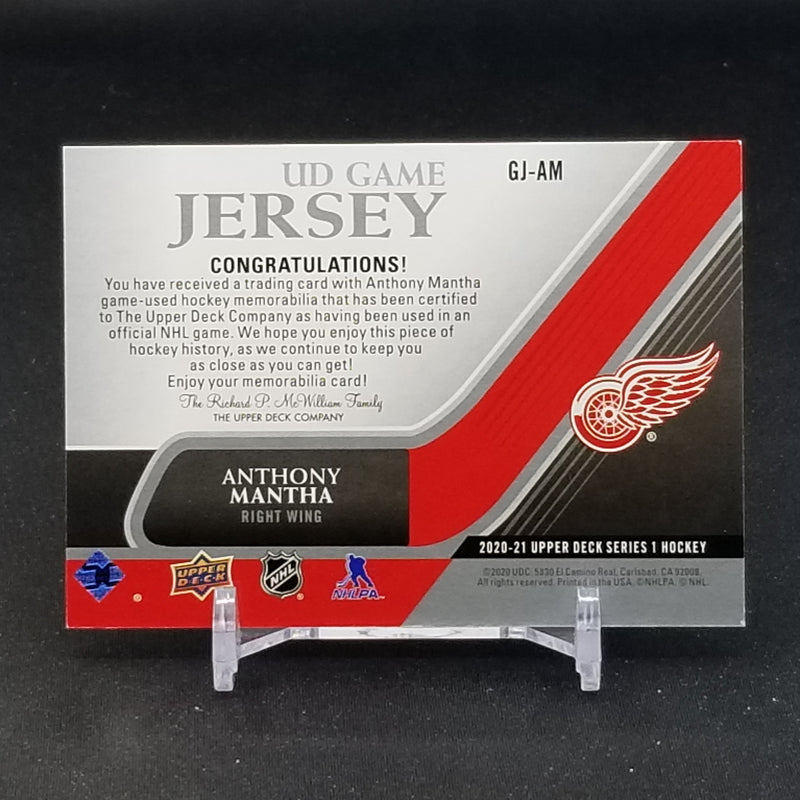 UD GAME
JERSEY
GJ-AM
CONGRATULATIONS!
You have received a trading card with Anthony Mantha
game-used hockey memorabilia that has been certified
to The Upper Deck Company as having been used in an
official NHL game. We hope you enjoy this piece of
hockey history, as we continue to keep you
as close as you can get!
Enjoy your memorabilia card!
The Richard P. McWilliam Family
THE UPPER DECK COMPANY
®
ANTHONY
MANTHA
RIGHT WING
2020-21 UPPER DECK SERIES 1 HOCKEY
UPPER
DECK
NHL
®
NHLPA
®
©2020 UDC. 5830 El Camino Real, Carlsbad, CA 92008.
All rights reserved. Printed in the USA. ©NHLPA. © NHL.